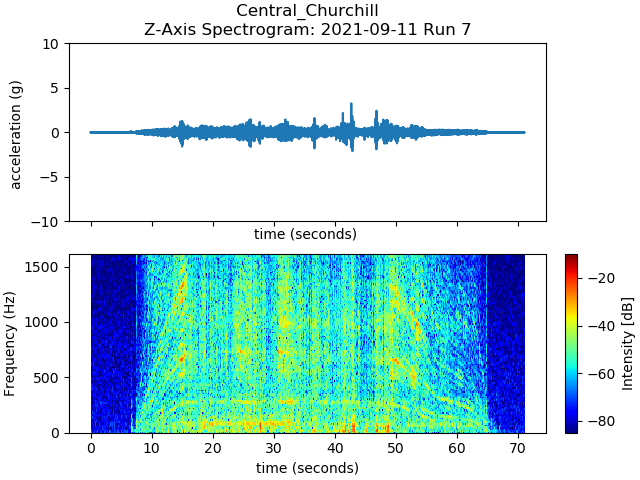 Central_Churchill
Z-Axis Spectrogram: 2021-09-11 Run 7
10
5
0
−5
−10
acceleration (g)
time (seconds)
1500
1000
500
0
Frequency (Hz)
0 10 20 30 40 50 60 70
time (seconds)
−20
−40
−60
−80
Intensity [dB]